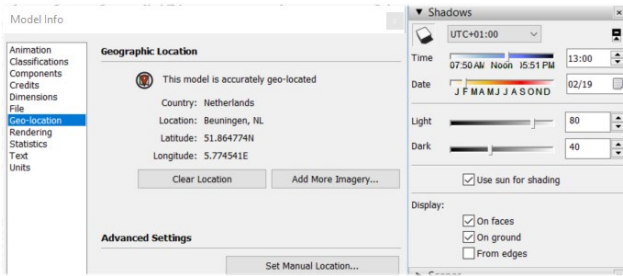 Model Info
Animation
Classifications
Components
Credits
Dimensions
File
Geo-location
Rendering
Statistics
Text
Units
Geographic Location
This model is accurately geo-located
Country: Netherlands
Location: Beuningen, NL
Latitude: 51.864774N
Longitude: 5.774541E
Clear Location
Add More Imagery...
Advanced Settings
Set Manual Location...
Shadows
UTC+01:00
Time
07:50 AM Noon 05:51 PM
13:00
Date
J F M A M J J A S O N D
02/19
Light
80
Dark
40
Use sun for shading
Display:
On faces
On ground
From edges